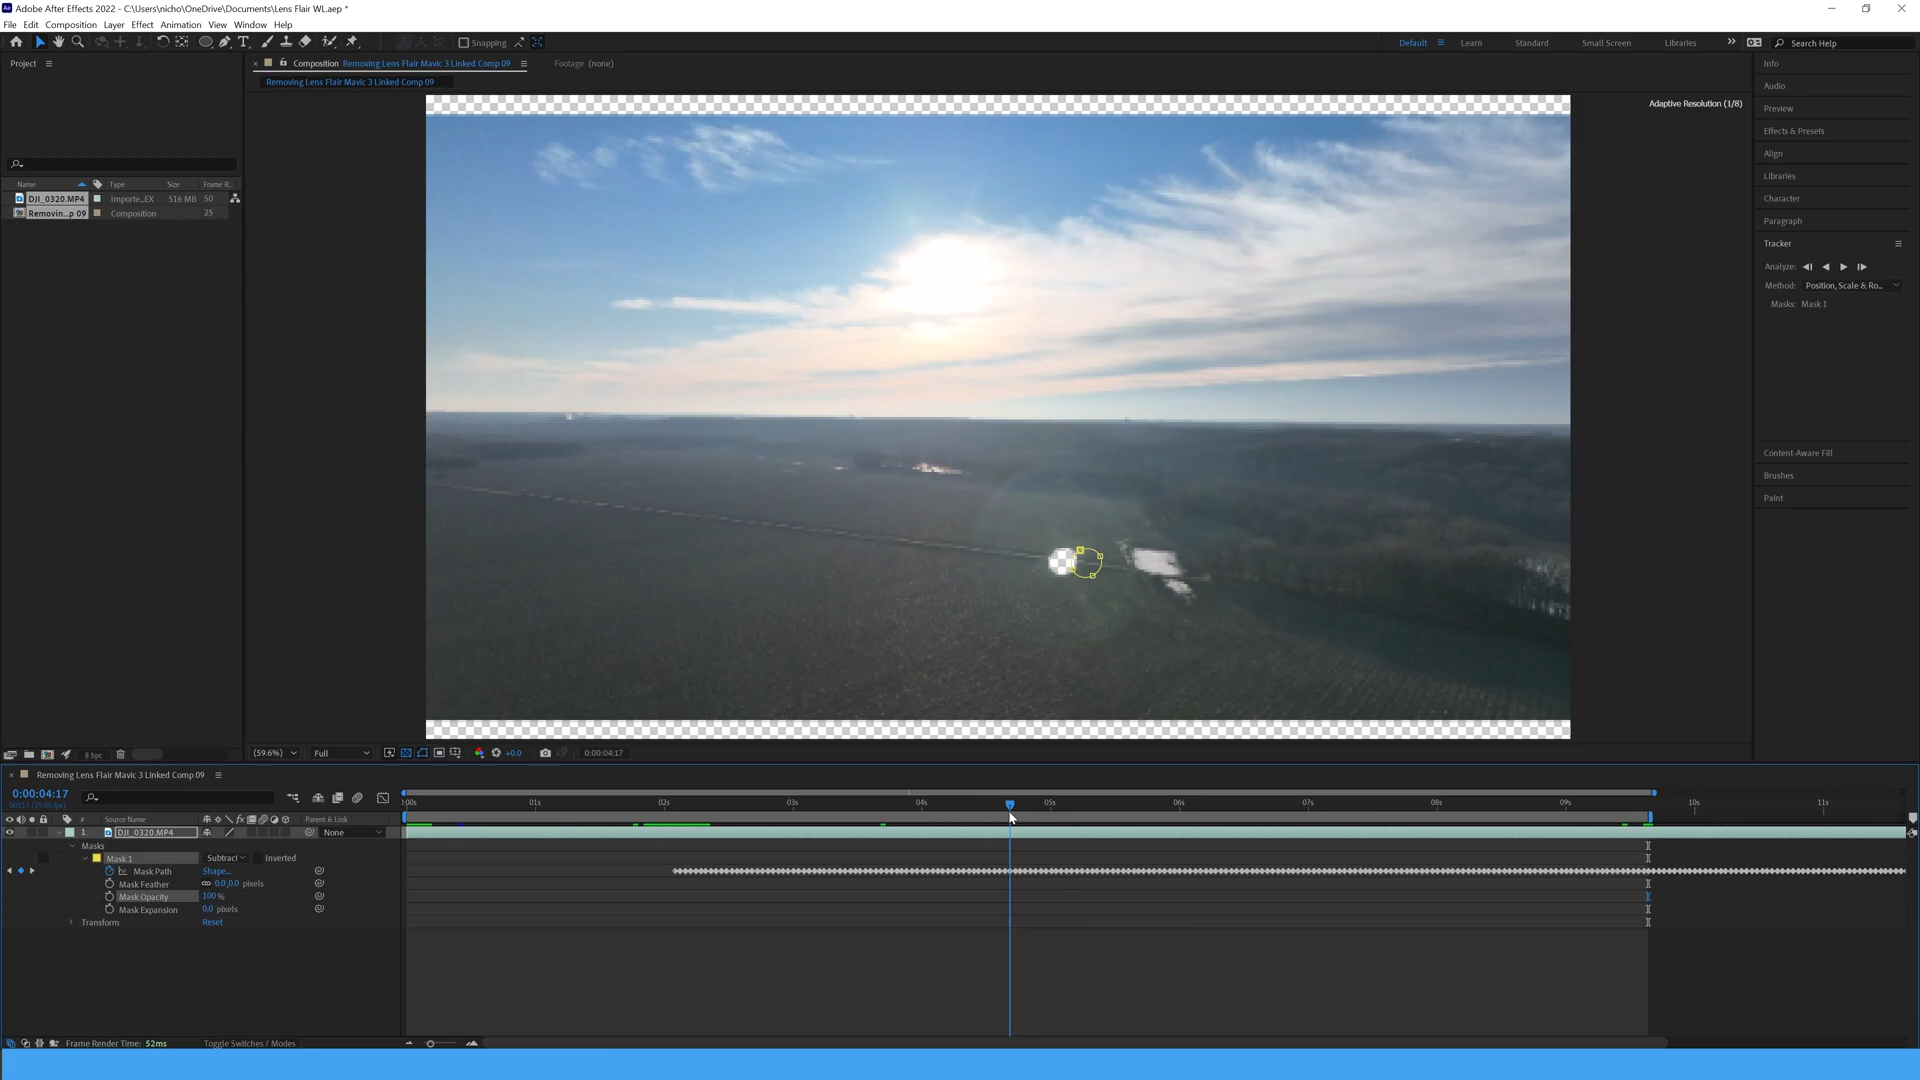 Adobe After Effects 2022 - C:\Users\nicho\OneDrive\Documents\Lens Flair WL.aep *
File Edit Composition Layer Effect Animation View Window Help
Snapping
Default Learn Standard Small Screen Libraries Search Help
Project
Composition Removing Lens Flair Mavic 3 Linked Comp 09 Footage (none)
Removing Lens Flair Mavic 3 Linked Comp 09
Adaptive Resolution (1/8)
Name Type Size Frame R..
DJI_0320.MP4 Importe...EX 516 MB 50
Removin...p 09 Composition 25
Info
Audio
Preview
Effects & Presets
Align
Libraries
Character
Paragraph
Tracker
Analyze:
Method: Position, Scale & Ro...
Masks: Mask 1
Content-Aware Fill
Brushes
Paint
8 bpc
(59.6%) Full +0.0 0:00:04:17
Removing Lens Flair Mavic 3 Linked Comp 09
0:00:04:17
00117 (25.00 fps)
:00s 01s 02s 03s 04s 05s 06s 07s 08s 09s 10s 11s
# Source Name Parent & Link
1 DJI_0320.MP4 None
Masks
Mask 1 Subtract Inverted
Mask Path Shape...
Mask Feather 0.0,0.0 pixels
Mask Opacity 100 %
Mask Expansion 0.0 pixels
Transform Reset
Frame Render Time: 52ms Toggle Switches / Modes